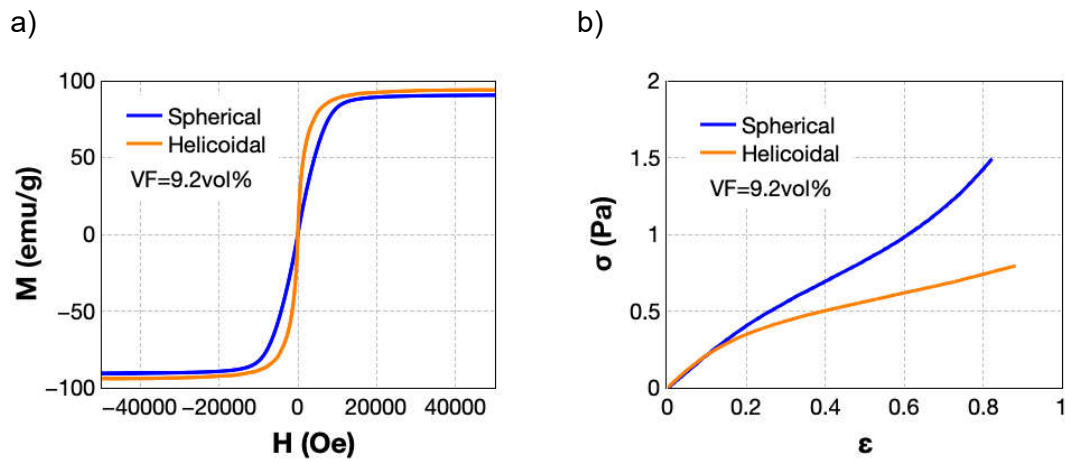 a)
b)
100
50
0
−50
−100
M (emu/g)
Spherical
Helicoidal
VF=9.2vol%
−40000 −20000 0 20000 40000
H (Oe)
2
1.5
1
0.5
0
σ (Pa)
Spherical
Helicoidal
VF=9.2vol%
0 0.2 0.4 0.6 0.8 1
ε